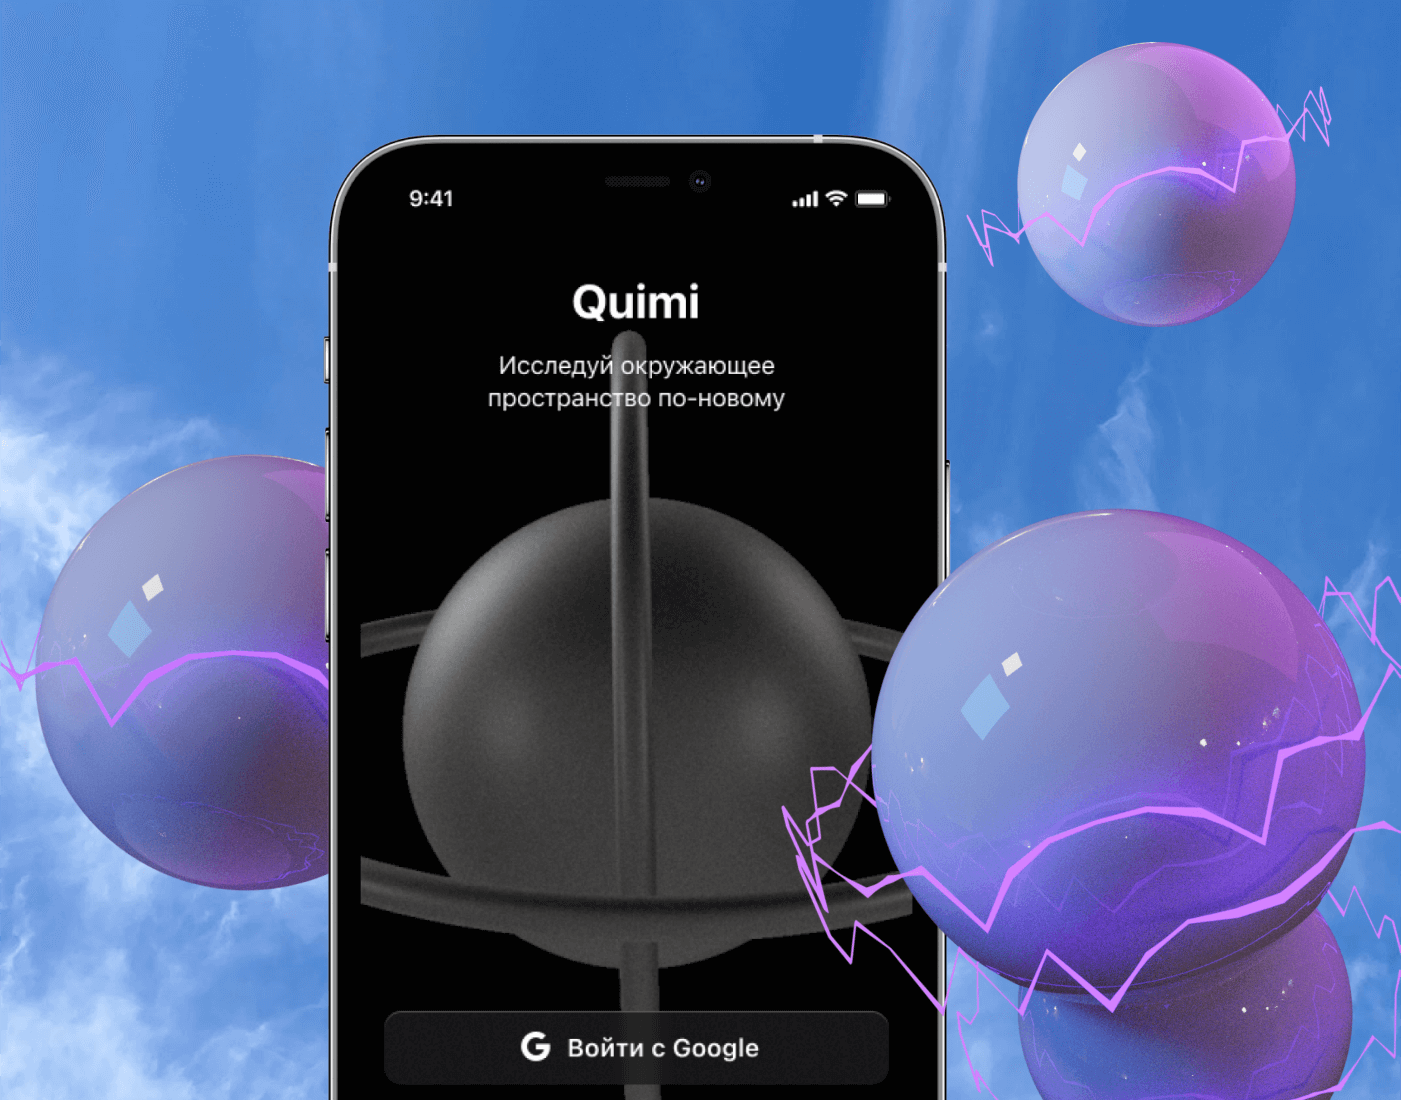 9:41
Quimi
Исследуй окружающее
пространство по-новому
Войти с Google